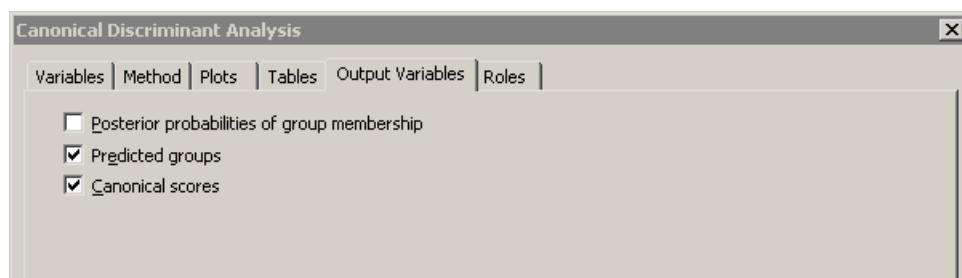 Canonical Discriminant Analysis
Variables Method Plots Tables Output Variables Roles
Posterior probabilities of group membership
Predicted groups
Canonical scores